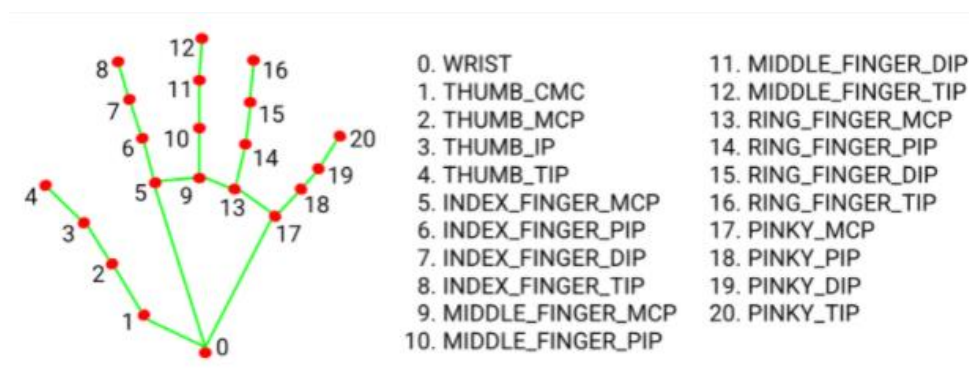 12
8
16
11
7
15
10
6
20
14
19
5
9
4
18
13
3
17
2
1
0
0. WRIST
1. THUMB_CMC
2. THUMB_MCP
3. THUMB_IP
4. THUMB_TIP
5. INDEX_FINGER_MCP
6. INDEX_FINGER_PIP
7. INDEX_FINGER_DIP
8. INDEX_FINGER_TIP
9. MIDDLE_FINGER_MCP
10. MIDDLE_FINGER_PIP
11. MIDDLE_FINGER_DIP
12. MIDDLE_FINGER_TIP
13. RING_FINGER_MCP
14. RING_FINGER_PIP
15. RING_FINGER_DIP
16. RING_FINGER_TIP
17. PINKY_MCP
18. PINKY_PIP
19. PINKY_DIP
20. PINKY_TIP